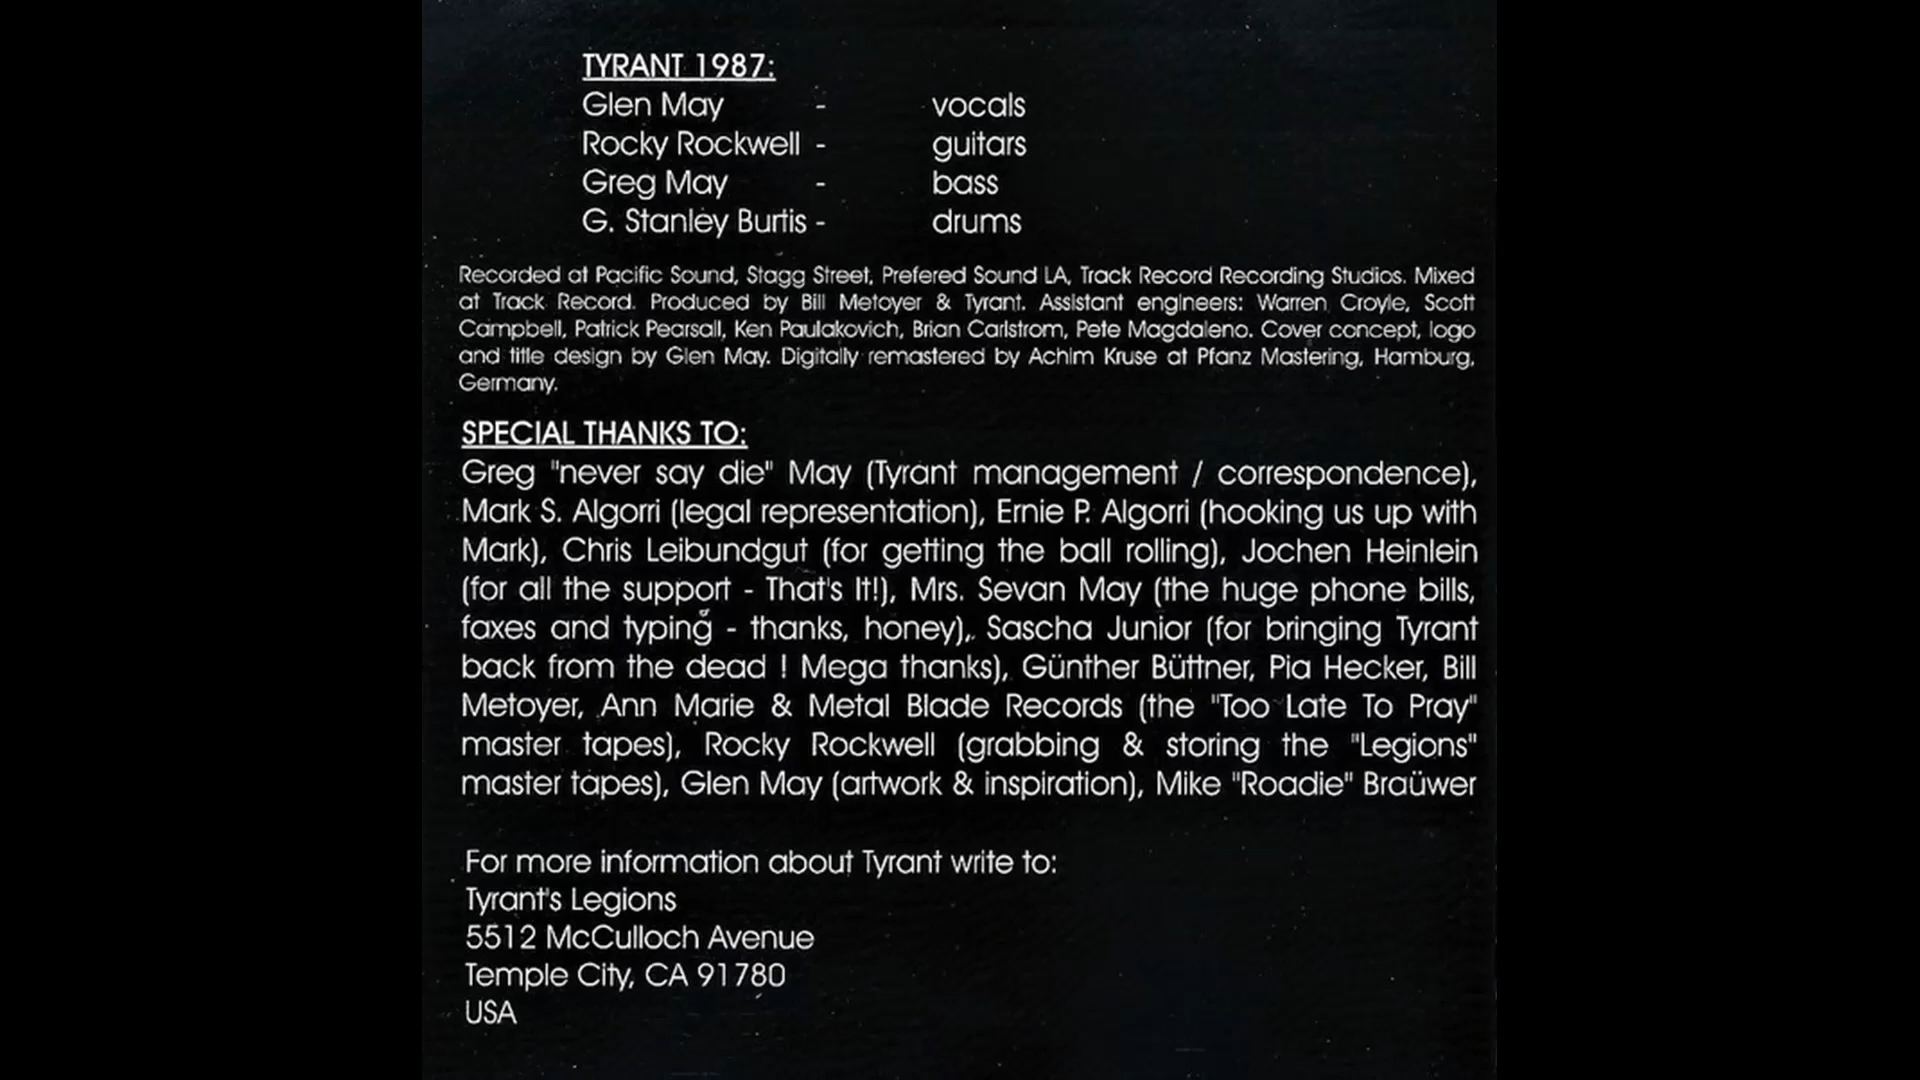 TYRANT 1987:
Glen May - vocals
Rocky Rockwell - guitars
Greg May - bass
G. Stanley Burtis - drums
Recorded at Pacific Sound, Stagg Street, Prefered Sound LA, Track Record Recording Studios. Mixed
at Track Record. Produced by Bill Metoyer & Tyrant. Assistant engineers: Warren Croyle, Scott
Campbell, Patrick Pearsall, Ken Paulakovich, Brian Carlstrom, Pete Magdaleno. Cover concept, logo
and title design by Glen May. Digitally remastered by Achim Kruse at Pfanz Mastering, Hamburg,
Germany.
SPECIAL THANKS TO:
Greg "never say die" May (Tyrant management / correspondence),
Mark S. Algorri (legal representation), Ernie P. Algorri (hooking us up with
Mark), Chris Leibundgut (for getting the ball rolling), Jochen Heinlein
(for all the support - That's It!), Mrs. Sevan May (the huge phone bills,
faxes and typing - thanks, honey),. Sascha Junior (for bringing Tyrant
back from the dead ! Mega thanks), Günther Büttner, Pia Hecker, Bill
Metoyer, Ann Marie & Metal Blade Records (the "Too Late To Pray"
master tapes), Rocky Rockwell (grabbing & storing the "Legions"
master tapes), Glen May (artwork & inspiration), Mike "Roadie" Braüwer
For more information about Tyrant write to:
Tyrant's Legions
5512 McCulloch Avenue
Temple City, CA 91780
USA